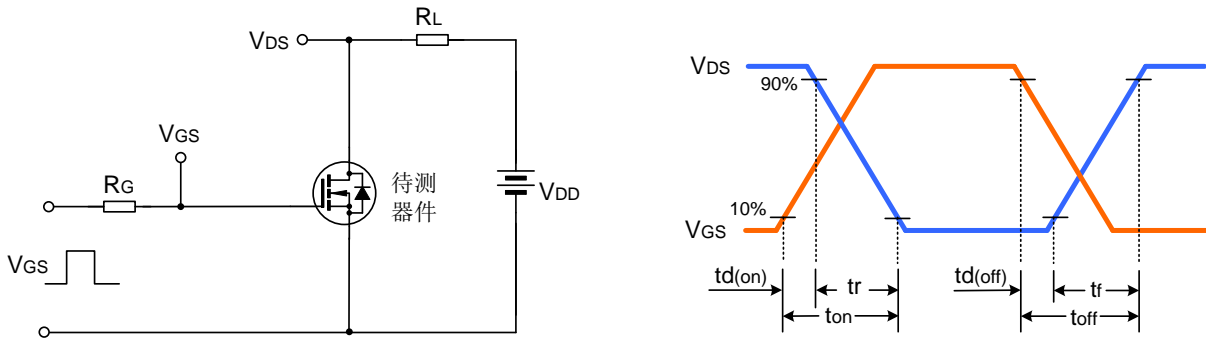 RL
VDS
VGS
RG
待测
器件
VDD
VGS
VDS
90%
10%
VGS
td(on)
tr
ton
td(off)
tf
toff